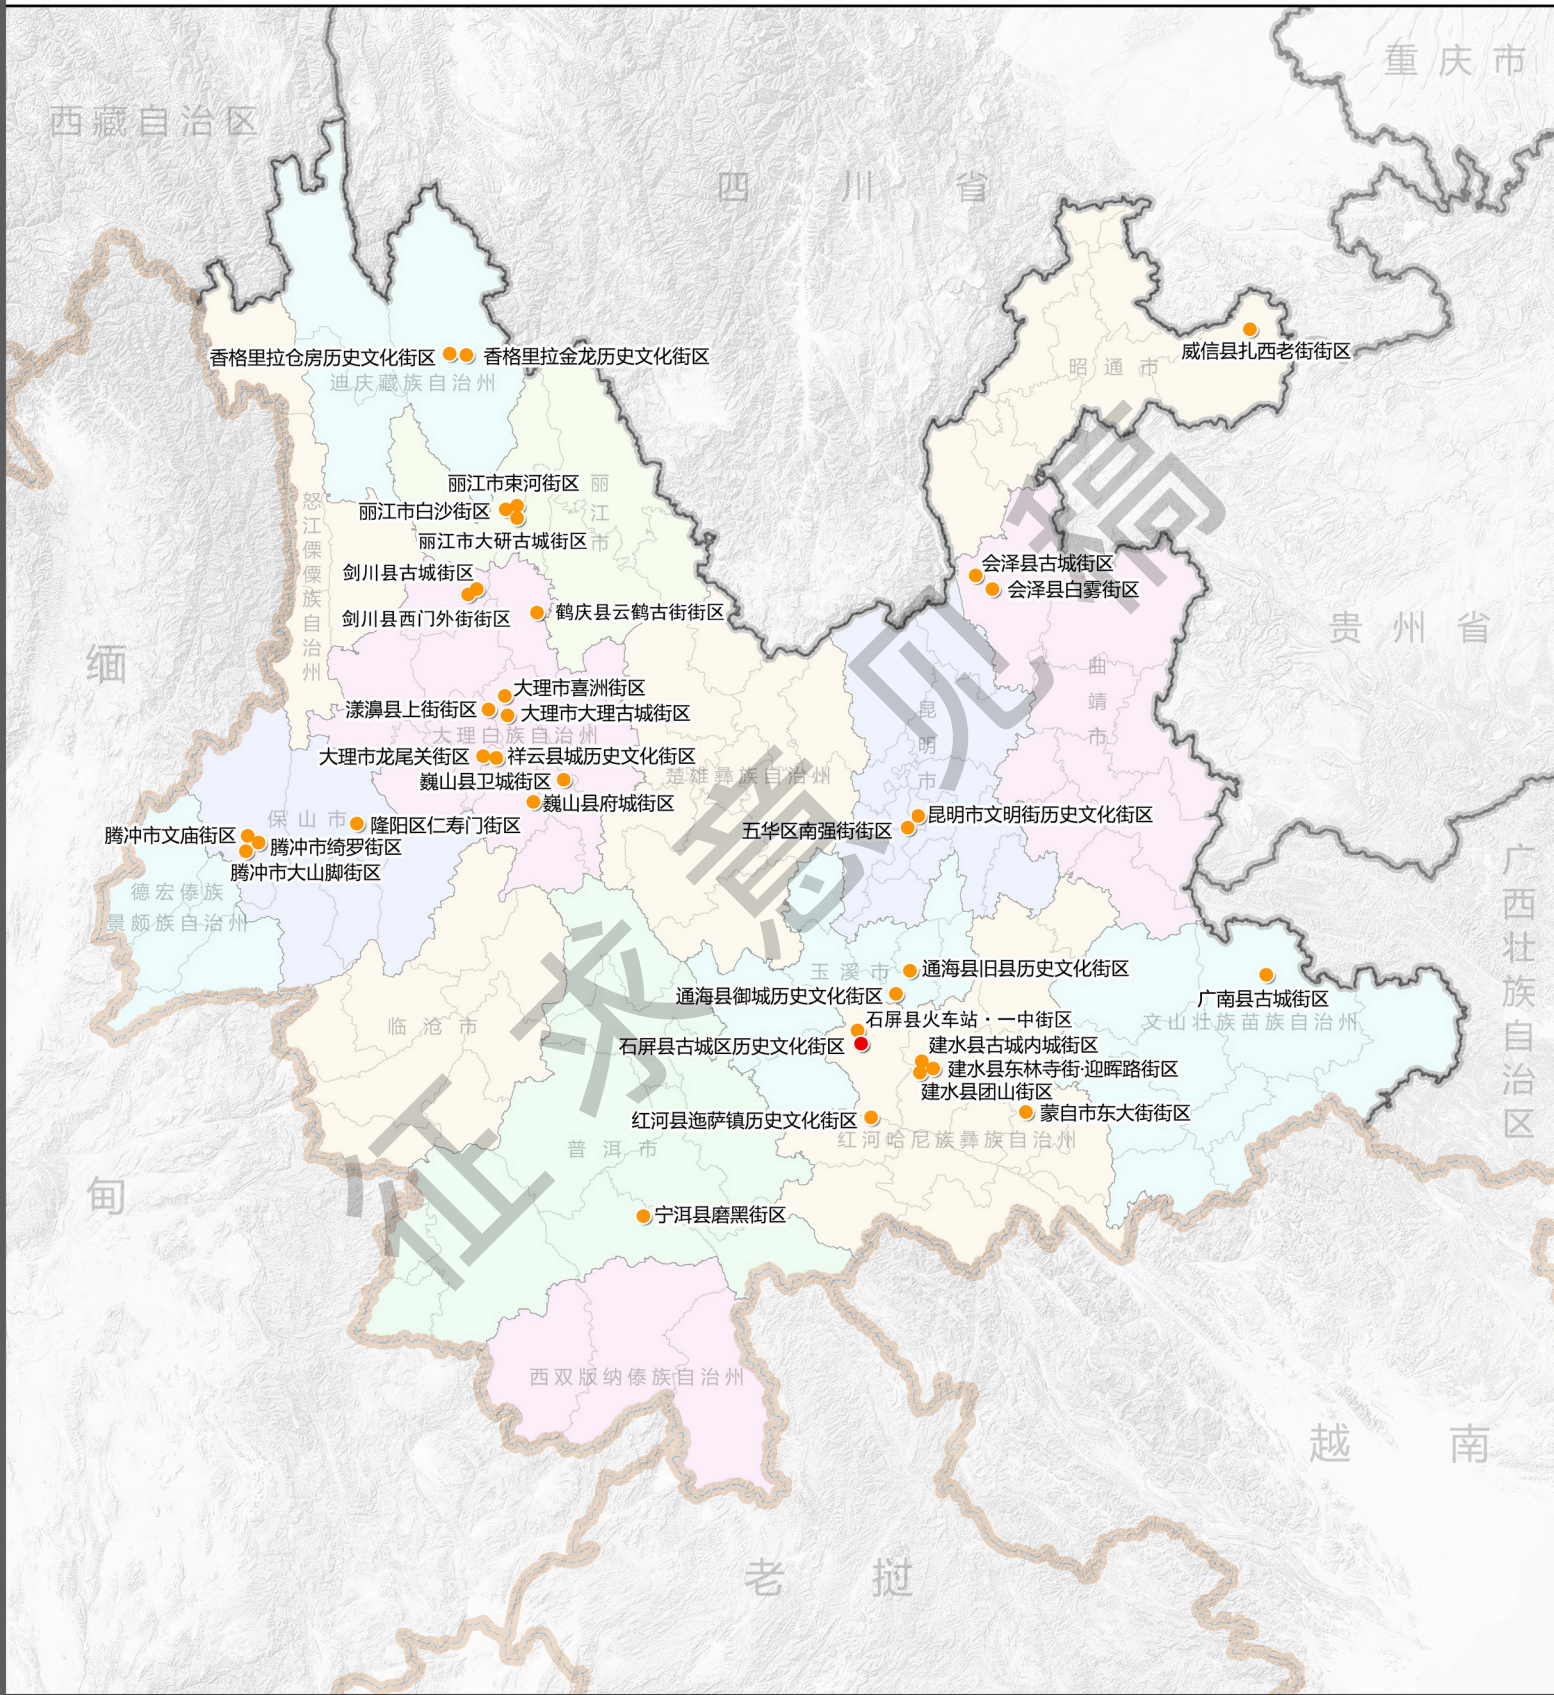 重庆市
西藏自治区
四川省
香格里拉仓房历史文化街区
香格里拉金龙历史文化街区
迪庆藏族自治州
威信县扎西老街街区
昭通市
丽江市束河街区
丽江市白沙街区
丽江市大研古城街区
丽江市
怒江傈僳族自治州
剑川县古城街区
剑川县西门外街街区
鹤庆县云鹤古街街区
会泽县古城街区
会泽县白雾街区
贵州省
缅甸
曲靖市
昆明市
大理市喜洲街区
漾濞县上街街区
大理市大理古城街区
大理白族自治州
大理市龙尾关街区
祥云县城历史文化街区
巍山县卫城街区
楚雄彝族自治州
巍山县府城街区
保山市
隆阳区仁寿门街区
腾冲市文庙街区
腾冲市绮罗街区
腾冲市大山脚街区
昆明市文明街历史文化街区
五华区南强街街区
德宏傣族
景颇族自治州
广西壮族自治区
玉溪市
通海县旧县历史文化街区
通海县御城历史文化街区
广南县古城街区
文山壮族苗族自治州
临沧市
石屏县火车站·一中街区
石屏县古城区历史文化街区
建水县古城内城街区
建水县东林寺街·迎晖路街区
建水县团山街区
红河县迤萨镇历史文化街区
蒙自市东大街街区
红河哈尼族彝族自治州
普洱市
宁洱县磨黑街区
西双版纳傣族自治州
越南
老挝
征求意见稿